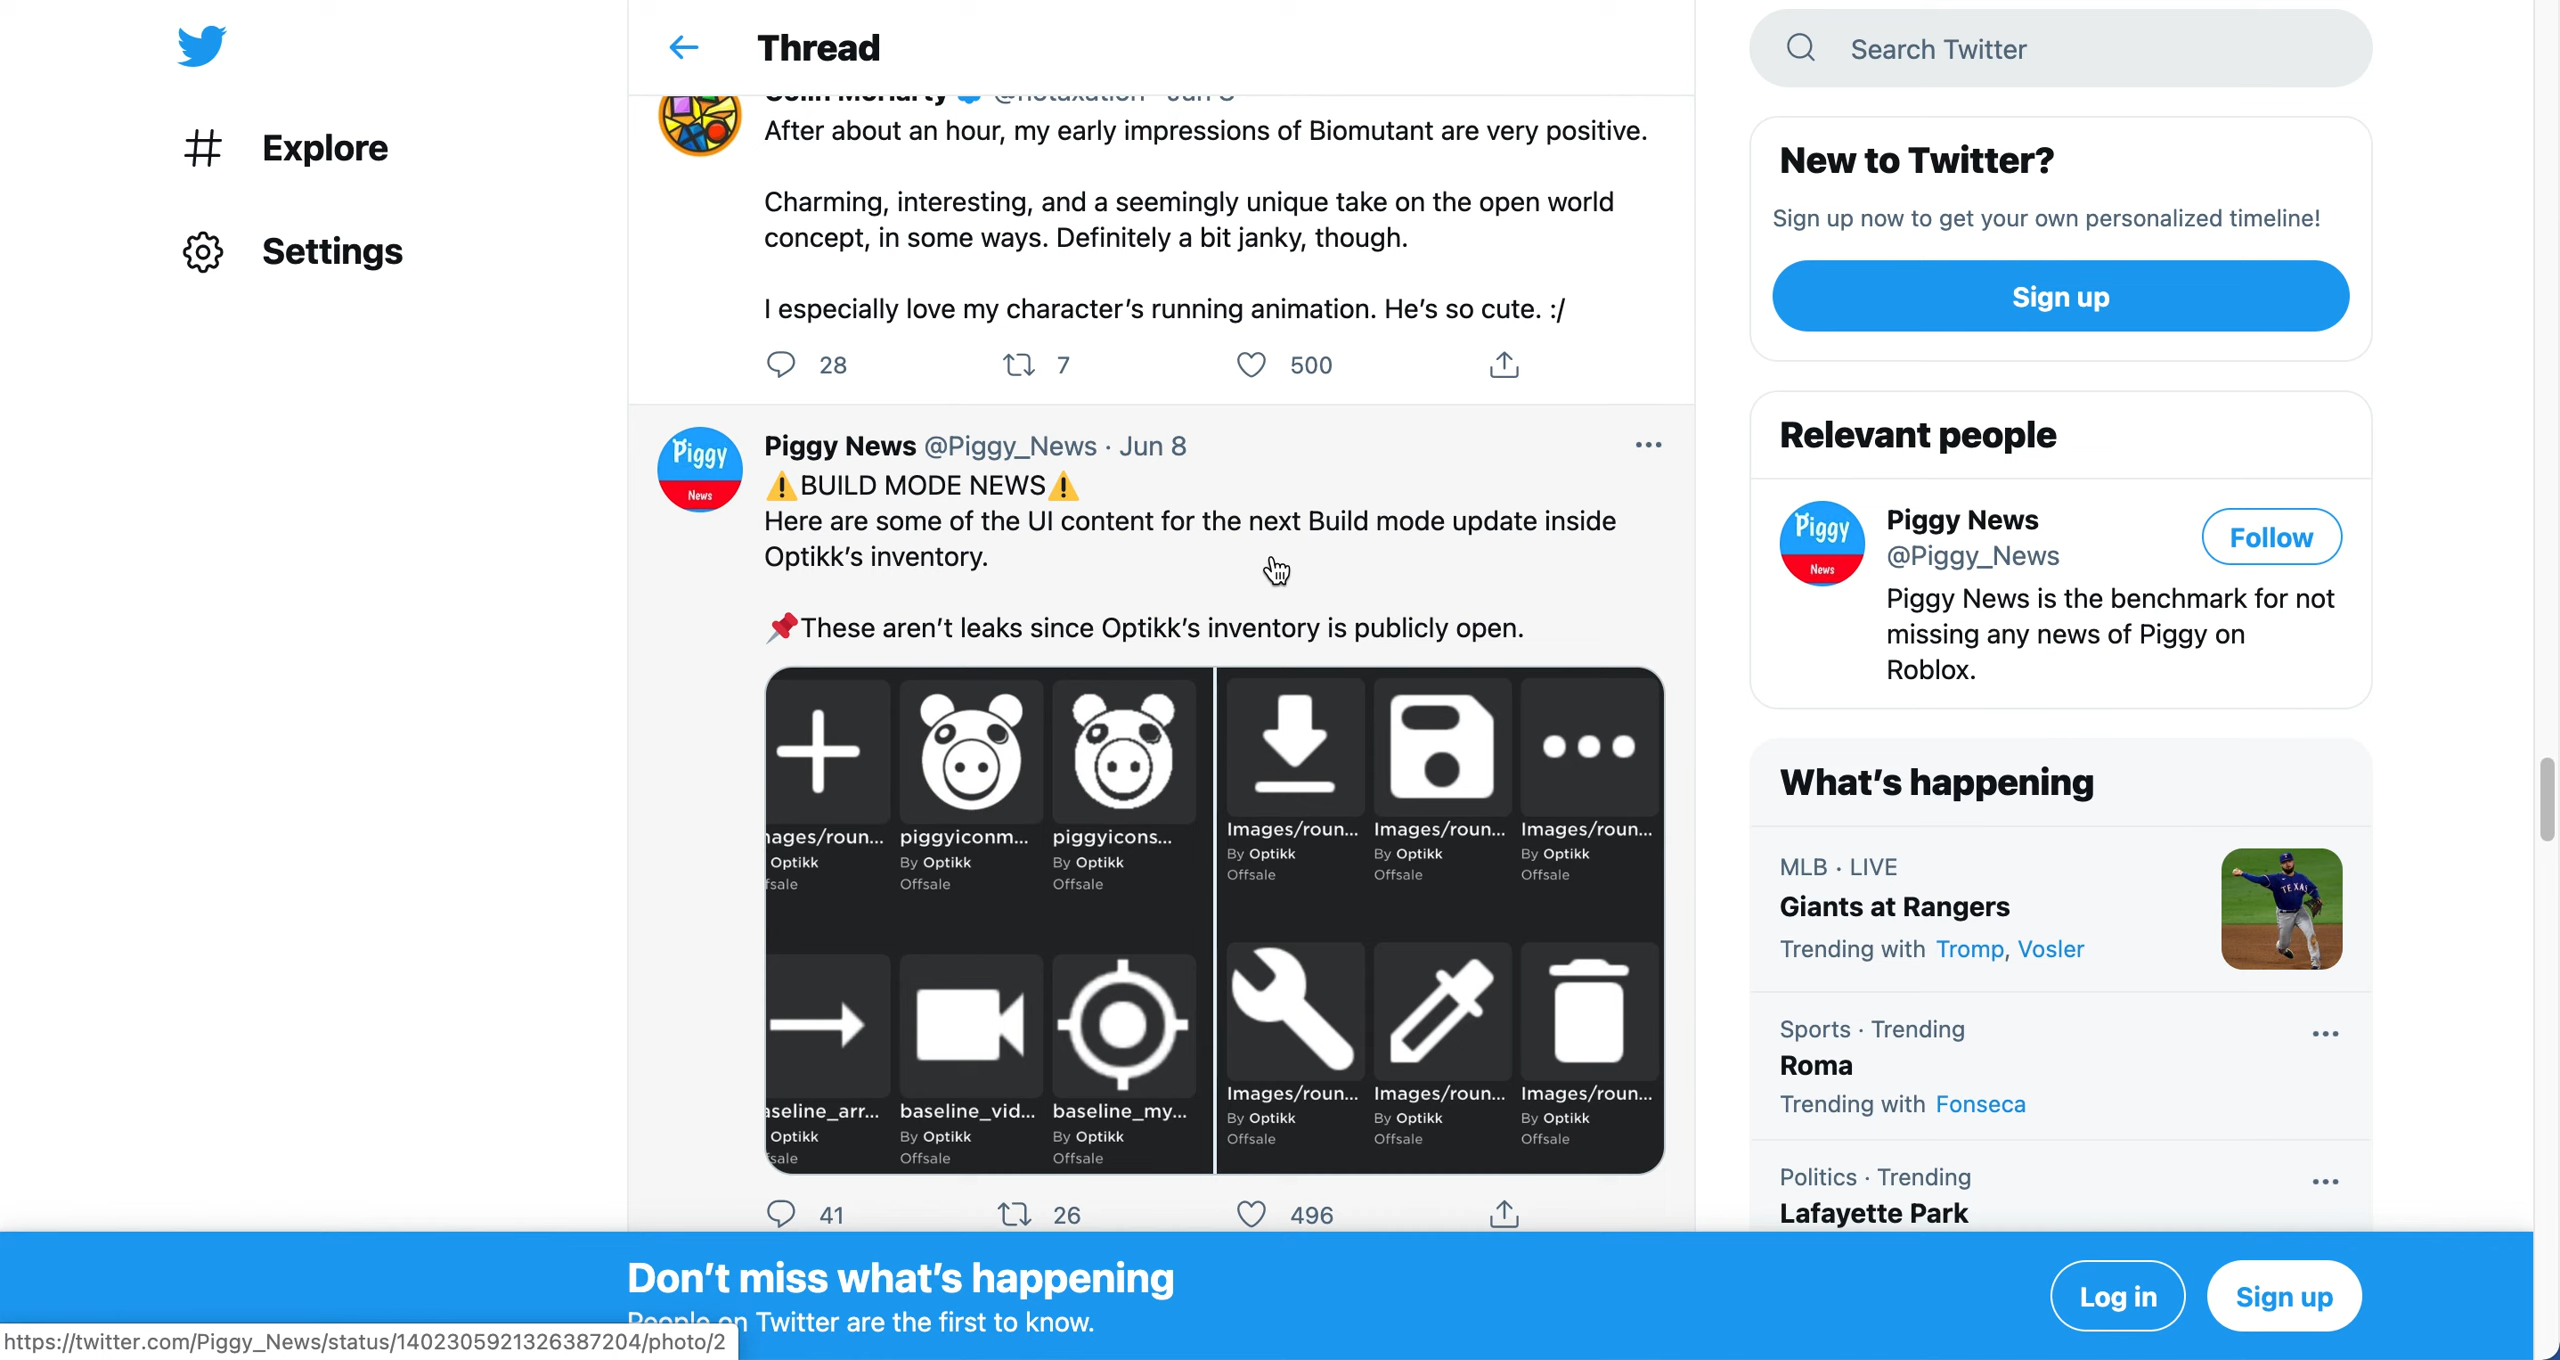 Thread
Search Twitter
Explore
Settings
After about an hour, my early impressions of Biomutant are very positive.
Charming, interesting, and a seemingly unique take on the open world
concept, in some ways. Definitely a bit janky, though.
I especially love my character's running animation. He's so cute. :/
28 7 500
Piggy
News
Piggy News @Piggy_News · Jun 8
⚠️BUILD MODE NEWS⚠️
Here are some of the UI content for the next Build mode update inside
Optikk's inventory.
📌These aren't leaks since Optikk's inventory is publicly open.
piggyiconm... piggyicons...
Optikk By Optikk By Optikk
Offsale Offsale
baseline_vid... baseline_my...
Optikk By Optikk By Optikk
Offsale Offsale
Images/roun... Images/roun... Images/roun...
By Optikk By Optikk By Optikk
Offsale Offsale Offsale
Images/roun... Images/roun... Images/roun...
By Optikk By Optikk By Optikk
Offsale Offsale Offsale
41 26 496
New to Twitter?
Sign up now to get your own personalized timeline!
Sign up
Relevant people
Piggy
News
Piggy News
@Piggy_News
Follow
Piggy News is the benchmark for not
missing any news of Piggy on
Roblox.
What's happening
MLB · LIVE
Giants at Rangers
Trending with Tromp, Vosler
Sports · Trending
Roma
Trending with Fonseca
Politics · Trending
Lafayette Park
Don't miss what's happening
on Twitter are the first to know.
Log in
Sign up
https://twitter.com/Piggy_News/status/1402305921326387204/photo/2